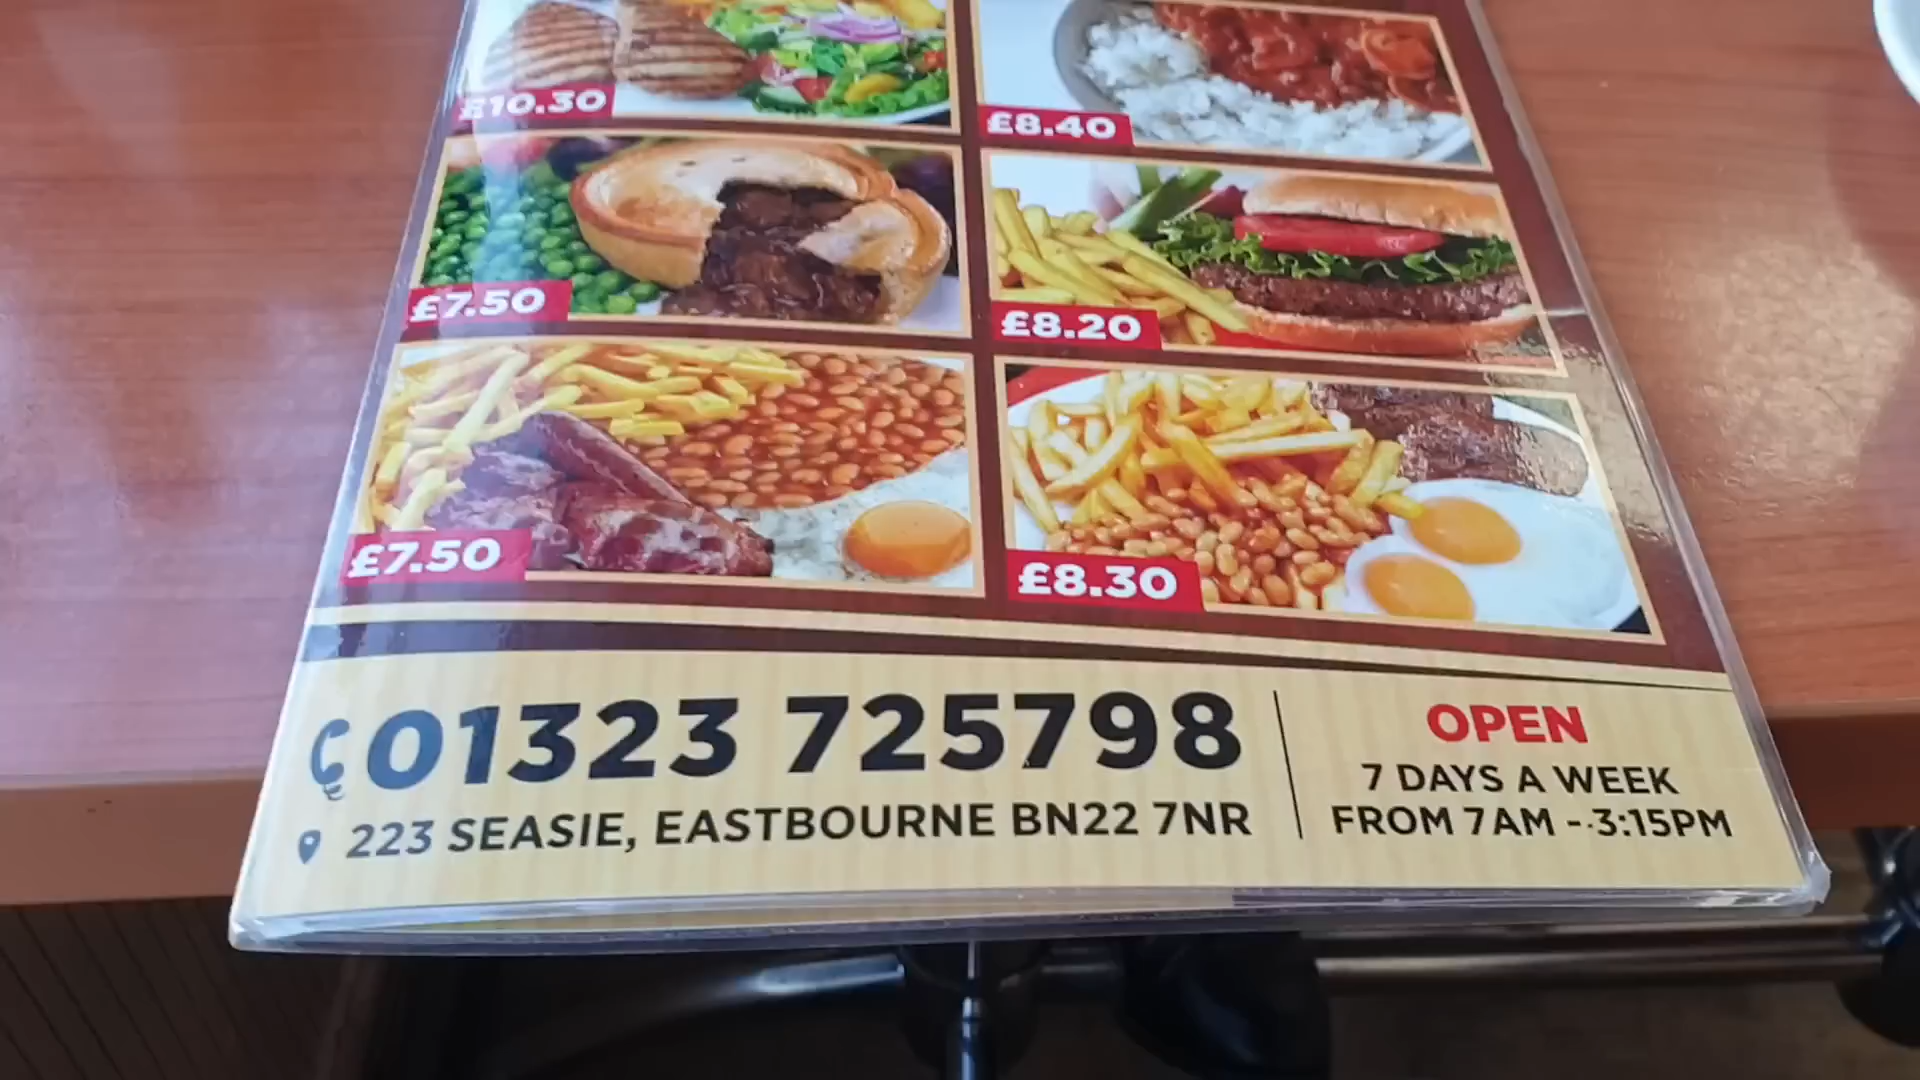 £10.30
£8.40
£7.50
£8.20
£7.50
£8.30
01323 725798
223 SEASIE, EASTBOURNE BN22 7NR
OPEN
7 DAYS A WEEK
FROM 7AM - 3:15PM